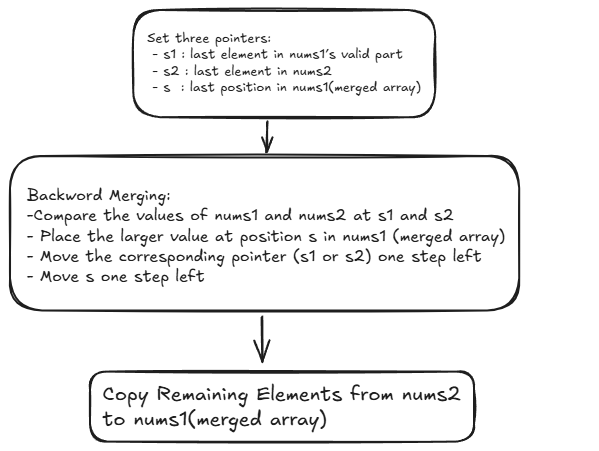 Set three pointers:
- s1 : last element in nums1's valid part
- s2 : last element in nums2
- s : last position in nums1(merged array)
Backword Merging:
-Compare the values of nums1 and nums2 at s1 and s2
- Place the larger value at position s in nums1 (merged array)
- Move the corresponding pointer (s1 or s2) one step left
- Move s one step left
Copy Remaining Elements from nums2
to nums1(merged array)